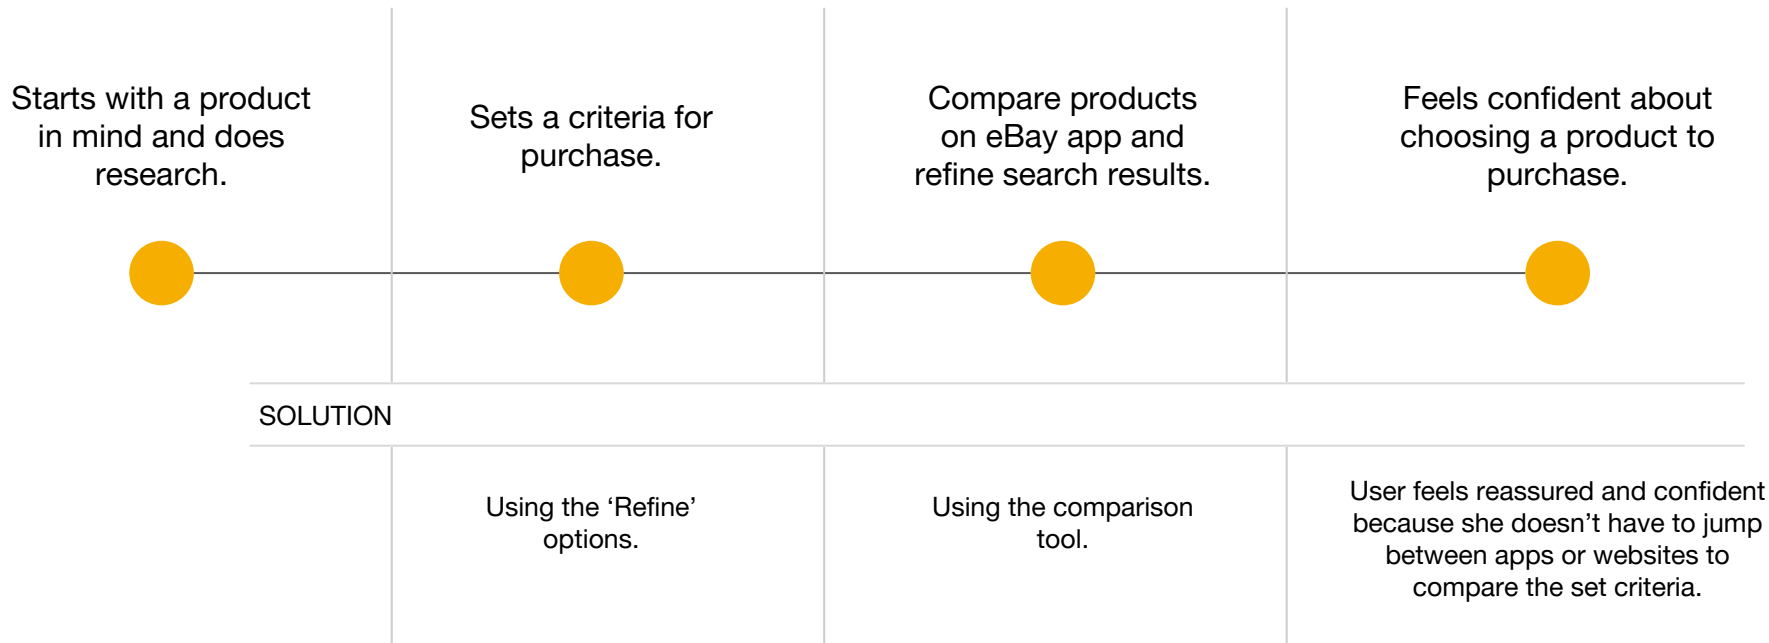 Starts with a product
in mind and does
research.
Sets a criteria for
purchase.
Compare products
on eBay app and
refine search results.
Feels confident about
choosing a product to
purchase.
SOLUTION
Using the ‘Refine’
options.
Using the comparison
tool.
User feels reassured and confident
because she doesn’t have to jump
between apps or websites to
compare the set criteria.